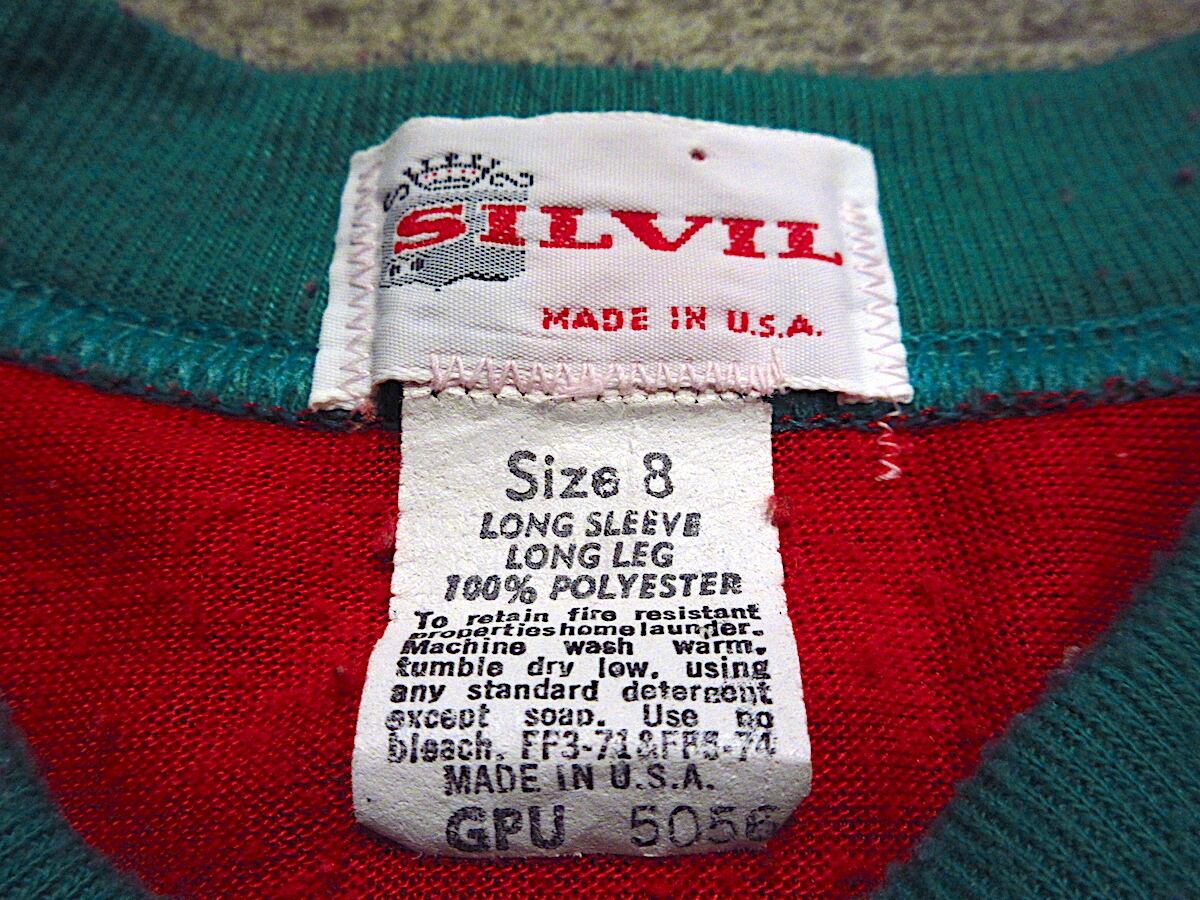 SILVIL
MADE IN U.S.A.
Size 8
LONG SLEEVE
LONG LEG
100% POLYESTER
To retain fire resistant
properties home launder.
Machine wash warm,
tumble dry low, using
any standard detergent
except soap. Use no
bleach. FF3-71&FF5-74
MADE IN U.S.A.
GPU 5056